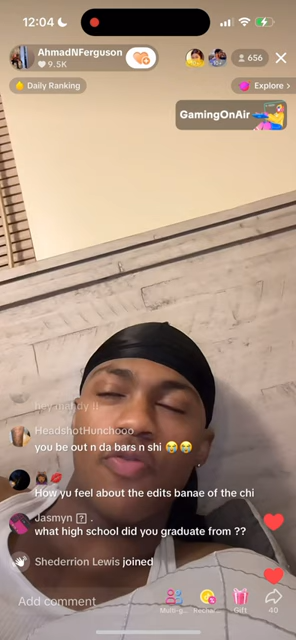 12:04
AhmadNFerguson
9.5K
656
Daily Ranking
Explore >
GamingOnAir
HeadshotHunchooo
you be out n da bars n shi 😭😭
How yu feel about the edits banae of the chi
Jasmyn ? .
what high school did you graduate from ??
Shederrion Lewis joined
Add comment
Multi-g...
Gift
40